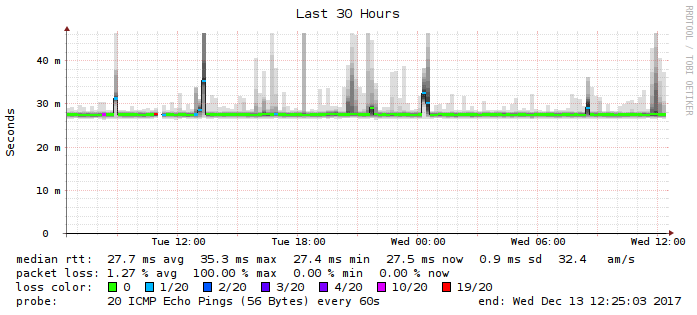 Last 30 Hours
RRDTOOL / TOBI OETIKER
Seconds
40 m
30 m
20 m
10 m
0
Tue 12:00 Tue 18:00 Wed 00:00 Wed 06:00 Wed 12:00
median rtt: 27.7 ms avg 35.3 ms max 27.4 ms min 27.5 ms now 0.9 ms sd 32.4 am/s
packet loss: 1.27 % avg 100.00 % max 0.00 % min 0.00 % now
loss color: 0 1/20 2/20 3/20 4/20 10/20 19/20
probe: 20 ICMP Echo Pings (56 Bytes) every 60s end: Wed Dec 13 12:25:03 2017